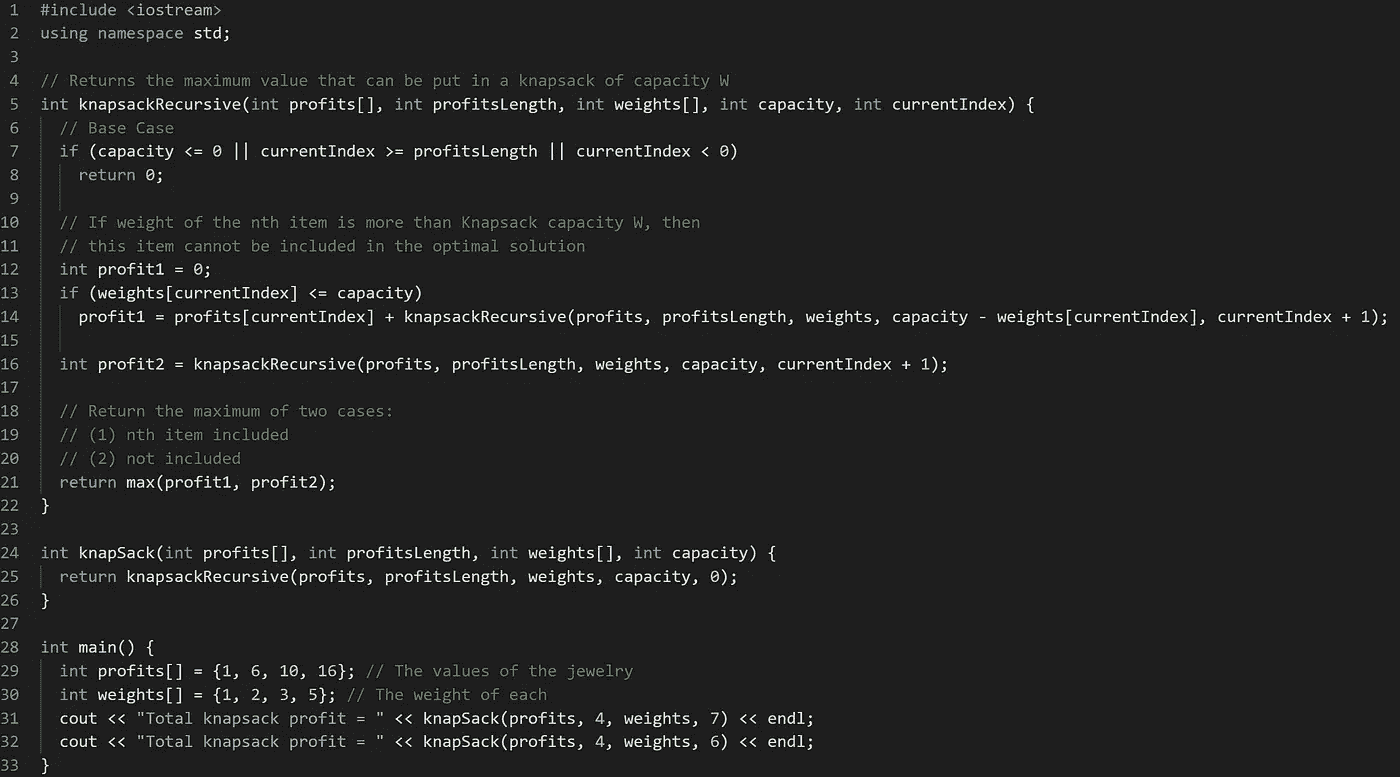 1 #include <iostream>
2 using namespace std;
3
4 // Returns the maximum value that can be put in a knapsack of capacity W
5 int knapsackRecursive(int profits[], int profitsLength, int weights[], int capacity, int currentIndex) {
6   // Base Case
7   if (capacity <= 0 || currentIndex >= profitsLength || currentIndex < 0)
8     return 0;
9
10   // If weight of the nth item is more than Knapsack capacity W, then
11   // this item cannot be included in the optimal solution
12   int profit1 = 0;
13   if (weights[currentIndex] <= capacity)
14     profit1 = profits[currentIndex] + knapsackRecursive(profits, profitsLength, weights, capacity - weights[currentIndex], currentIndex + 1);
15
16   int profit2 = knapsackRecursive(profits, profitsLength, weights, capacity, currentIndex + 1);
17
18   // Return the maximum of two cases:
19   // (1) nth item included
20   // (2) not included
21   return max(profit1, profit2);
22 }
23
24 int knapSack(int profits[], int profitsLength, int weights[], int capacity) {
25   return knapsackRecursive(profits, profitsLength, weights, capacity, 0);
26 }
27
28 int main() {
29   int profits[] = {1, 6, 10, 16}; // The values of the jewelry
30   int weights[] = {1, 2, 3, 5}; // The weight of each
31   cout << "Total knapsack profit = " << knapSack(profits, 4, weights, 7) << endl;
32   cout << "Total knapsack profit = " << knapSack(profits, 4, weights, 6) << endl;
33 }